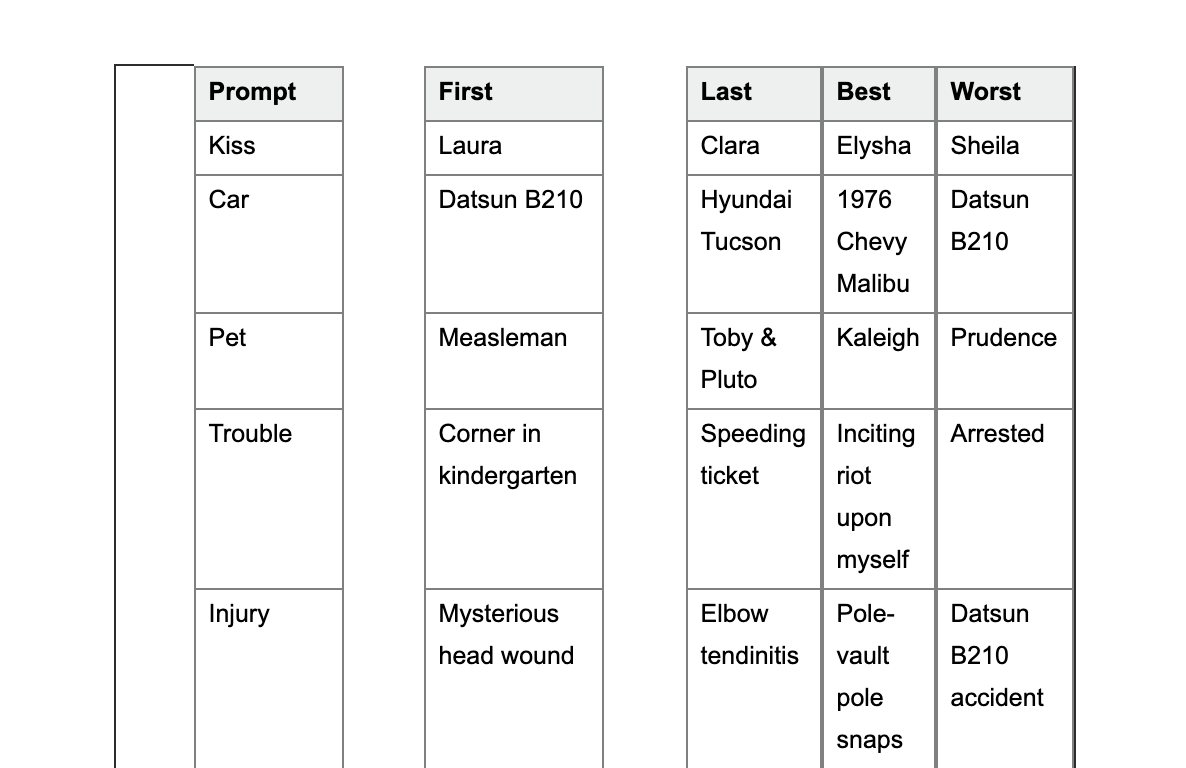 Prompt First Last Best Worst
Kiss Laura Clara Elysha Sheila
Car Datsun B210 Hyundai 1976 Datsun
Tucson Chevy B210
Malibu
Pet Measleman Toby & Kaleigh Prudence
Pluto
Trouble Corner in Speeding Inciting Arrested
kindergarten ticket riot
upon
myself
Injury Mysterious Elbow Pole- Datsun
head wound tendinitis vault B210
pole accident
snaps